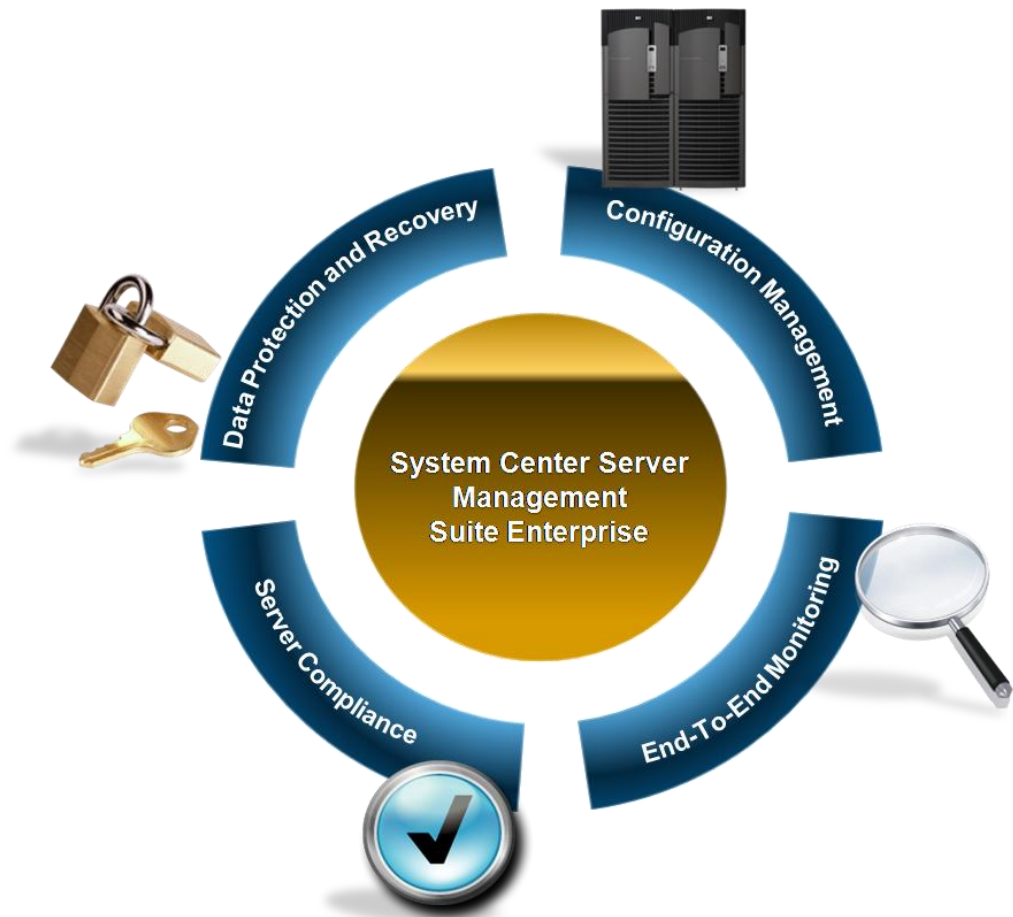 Data Protection and Recovery
Configuration Management
System Center Server
Management
Suite Enterprise
Server Compliance
End-To-End Monitoring